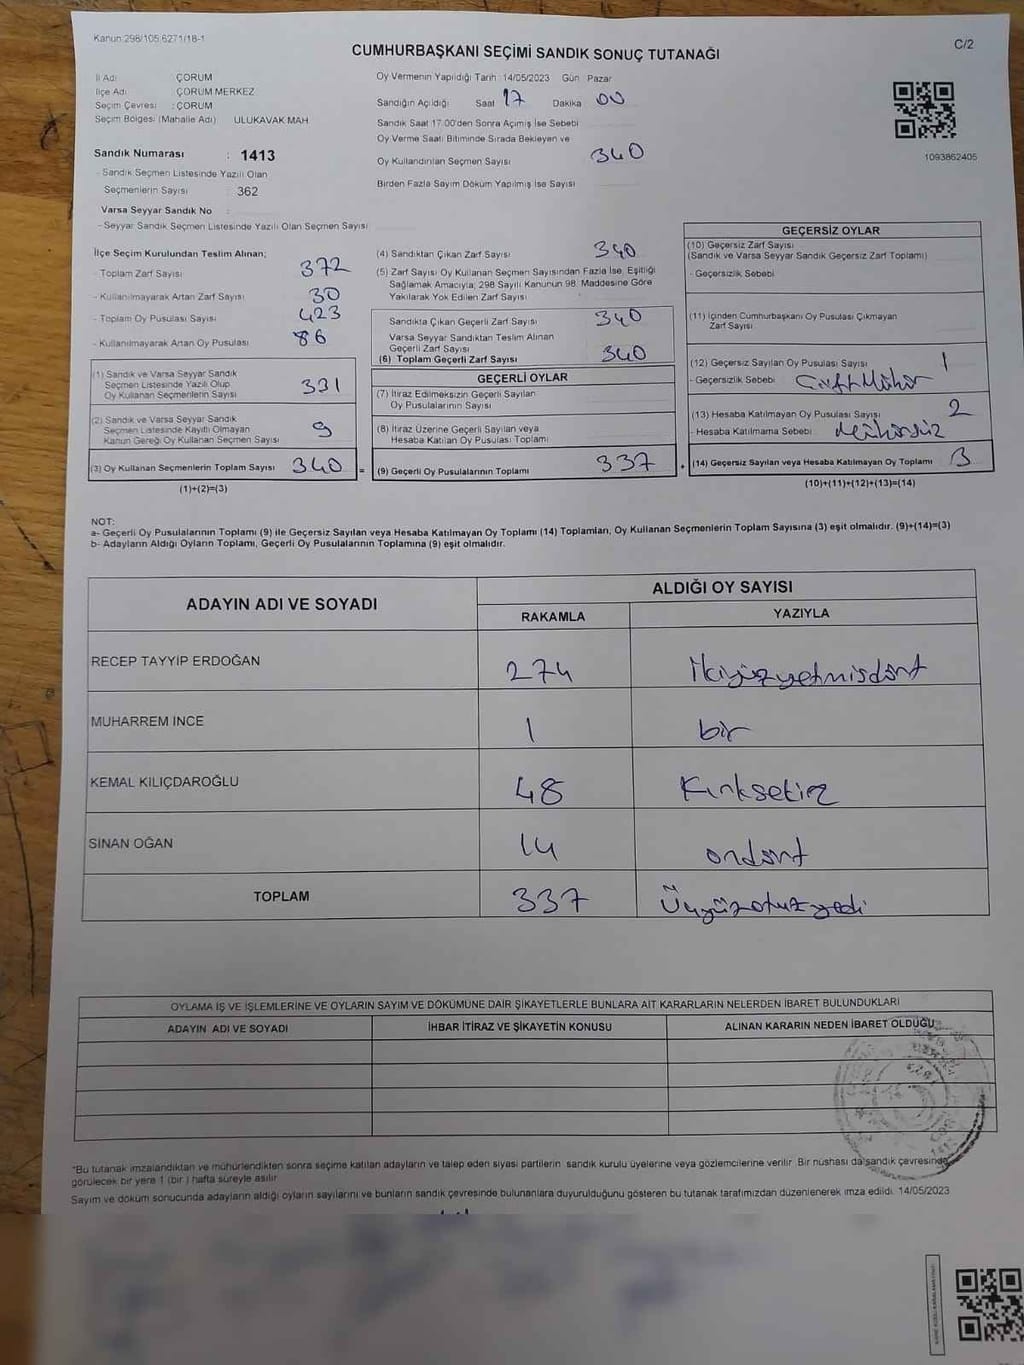 Kanun:298/105,6271/18-1
C/2
CUMHURBAŞKANI SEÇİMİ SANDIK SONUÇ TUTANAĞI
İl Adı : ÇORUM
İlçe Adı : ÇORUM MERKEZ
Seçim Çevresi : ÇORUM
Seçim Bölgesi (Mahalle Adı) ULUKAVAK MAH
Sandık Numarası : 1413
- Sandık Seçmen Listesinde Yazılı Olan
Seçmenlerin Sayısı : 362
Varsa Seyyar Sandık No :
- Seyyar Sandık Seçmen Listesinde Yazılı Olan Seçmen Sayısı
Oy Vermenin Yapıldığı Tarih :14/05/2023 Gün Pazar
Sandığın Açıldığı Saat 17 Dakika 00
Sandık Saat 17:00'den Sonra Açımış İse Sebebi
Oy Verme Saati Bitiminde Sırada Bekleyen ve
Oy Kullandırılan Seçmen Sayısı 340
Birden Fazla Sayım Döküm Yapılmış İse Sayısı
1093862405
İlçe Seçim Kurulundan Teslim Alınan;
- Toplam Zarf Sayısı 372
- Kullanılmayarak Artan Zarf Sayısı 30
- Toplam Oy Pusulası Sayısı 423
- Kullanılmayarak Artan Oy Pusulası 86
(1) Sandık ve Varsa Seyyar Sandık
Seçmen Listesinde Yazılı Olup
Oy Kullanan Seçmenlerin Sayısı 331
(2) Sandık ve Varsa Seyyar Sandık
Seçmen Listesinde Kayıtlı Olmayan
Kanun Gereği Oy Kullanan Seçmen Sayısı 9
(3) Oy Kullanan Seçmenlerin Toplam Sayısı 340 =
(1)+(2)=(3)
(4) Sandıktan Çıkan Zarf Sayısı 340
(5) Zarf Sayısı Oy Kullanan Seçmen Sayısından Fazla İse, Eşitliği
Sağlamak Amacıyla; 298 Sayılı Kanunun 98. Maddesine Göre
Yakılarak Yok Edilen Zarf Sayısı
Sandıkta Çıkan Geçerli Zarf Sayısı 340
Varsa Seyyar Sandıktan Teslim Alınan
Geçerli Zarf Sayısı
(6) Toplam Geçerli Zarf Sayısı 340
GEÇERLİ OYLAR
(7) İtiraz Edilmeksizin Geçerli Sayılan
Oy Pusulalarının Sayısı
(8) İtiraz Üzerine Geçerli Sayılan veya
Hesaba Katılan Oy Pusulası Toplamı
(9) Geçerli Oy Pusulalarının Toplamı 337 +
GEÇERSİZ OYLAR
(10) Geçersiz Zarf Sayısı
(Sandık ve Varsa Seyyar Sandık Geçersiz Zarf Toplamı)
- Geçersizlik Sebebi
(11) İçinden Cumhurbaşkanı Oy Pusulası Çıkmayan
Zarf Sayısı
(12) Geçersiz Sayılan Oy Pusulası Sayısı 1
- Geçersizlik Sebebi Çift Mühür
(13) Hesaba Katılmayan Oy Pusulası Sayısı 2
- Hesaba Katılmama Sebebi mühürsüz
(14) Geçersiz Sayılan veya Hesaba Katılmayan Oy Toplamı 3
(10)+(11)+(12)+(13)=(14)
NOT:
a- Geçerli Oy Pusulalarının Toplamı (9) ile Geçersiz Sayılan veya Hesaba Katılmayan Oy Toplamı (14) Toplamları, Oy Kullanan Seçmenlerin Toplam Sayısına (3) eşit olmalıdır. (9)+(14)=(3)
b- Adayların Aldığı Oyların Toplamı, Geçerli Oy Pusulalarının Toplamına (9) eşit olmalıdır.
ADAYIN ADI VE SOYADI
ALDIĞI OY SAYISI
RAKAMLA YAZIYLA
RECEP TAYYİP ERDOĞAN 274 İkiyüzyetmişdört
MUHARREM İNCE 1 bir
KEMAL KILIÇDAROĞLU 48 Kırksekiz
SİNAN OĞAN 14 ondört
TOPLAM 337 Üçyüzotuzyedi
OYLAMA İŞ VE İŞLEMLERİNE VE OYLARIN SAYIM VE DÖKÜMÜNE DAİR ŞİKAYETLERLE BUNLARA AİT KARARLARIN NELERDEN İBARET BULUNDUKLARI
ADAYIN ADI VE SOYADI İHBAR İTİRAZ VE ŞİKAYETİN KONUSU ALINAN KARARIN NEDEN İBARET OLDUĞU
*Bu tutanak imzalandıktan ve mühürlendikten sonra seçime katılan adayların ve talep eden siyasi partilerin sandık kurulu üyelerine veya gözlemcilerine verilir. Bir nüshası da sandık çevresinde
görülecek bir yere 1 (bir ) hafta süreyle asılır
Sayım ve döküm sonucunda adayların aldığı oyların sayılarını ve bunların sandık çevresinde bulunanlara duyurulduğunu gösteren bu tutanak tarafımızdan düzenlenerek imza edildi. 14/05/2023